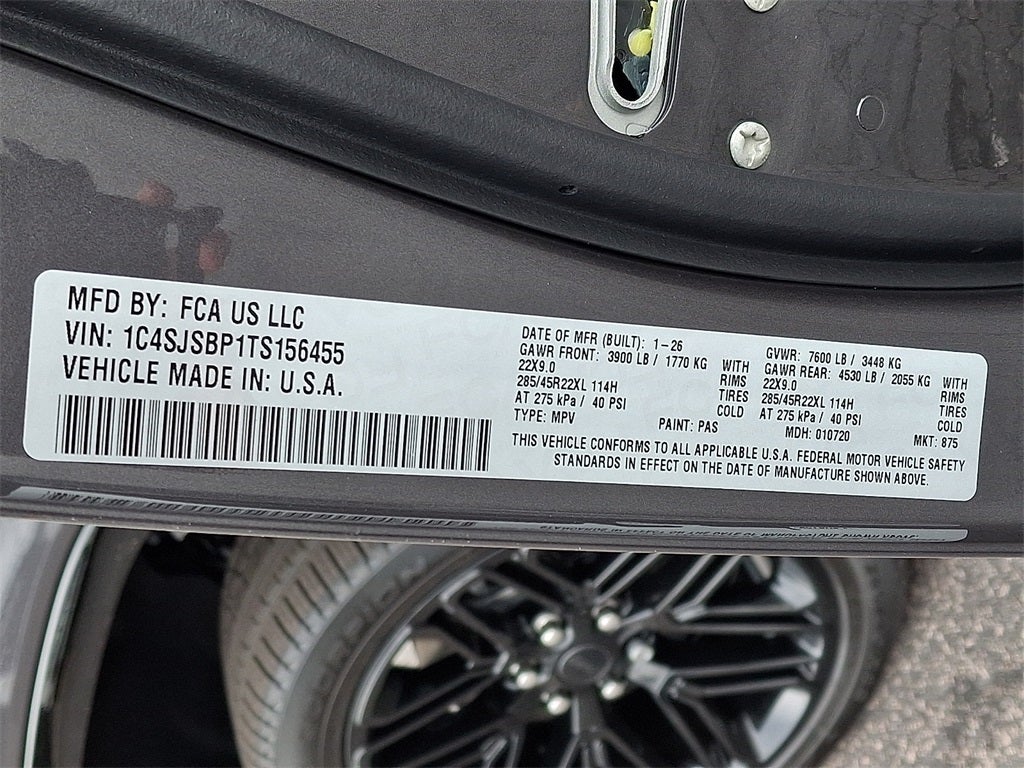 MFD BY: FCA US LLC
VIN: 1C4SJSBP1TS156455
VEHICLE MADE IN: U.S.A.
DATE OF MFR (BUILT): 1-26
GAWR FRONT: 3900 LB / 1770 KG WITH
22X9.0 RIMS
285/45R22XL 114H TIRES
AT 275 kPa / 40 PSI COLD
TYPE: MPV PAINT: PAS
GVWR: 7600 LB / 3448 KG
GAWR REAR: 4530 LB / 2055 KG WITH
22X9.0 RIMS
285/45R22XL 114H TIRES
AT 275 kPa / 40 PSI COLD
MDH: 010720 MKT: 875
THIS VEHICLE CONFORMS TO ALL APPLICABLE U.S.A. FEDERAL MOTOR VEHICLE SAFETY
STANDARDS IN EFFECT ON THE DATE OF MANUFACTURE SHOWN ABOVE.